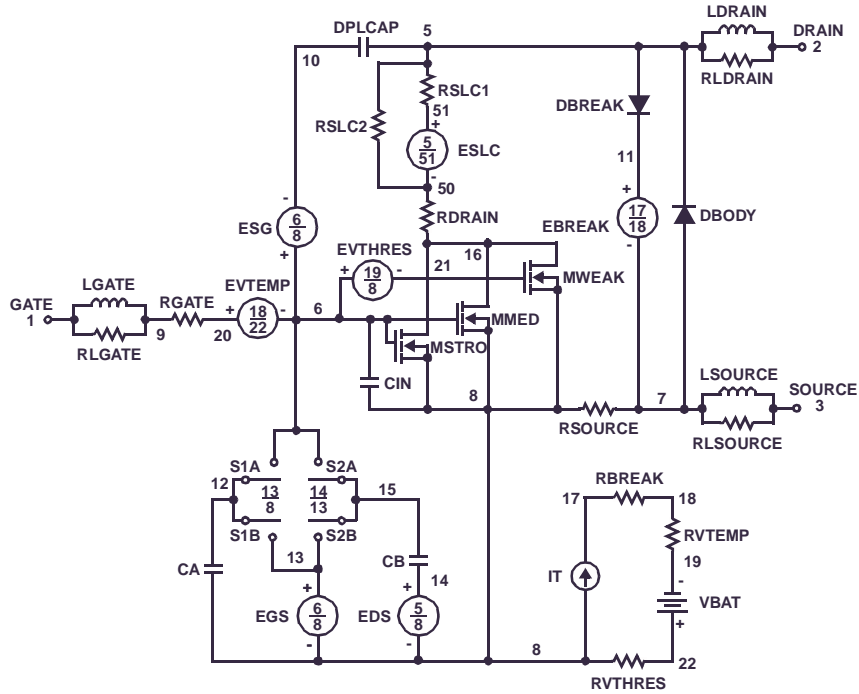 LDRAIN
DPLCAP 5 DRAIN
10 2
RLDRAIN
RSLC1
51
DBREAK
RSLC2
+
5
51
ESLC
11
-
50
-
+
ESG
6
8
RDRAIN
17
18
DBODY
EBREAK
+
EVTHRES
16
-
+
19
8
-
21
MWEAK
LGATE
EVTEMP
GATE
1
RGATE
+
18
22
-
6
MMED
9
20
RLGATE
MSTRO
CIN
LSOURCE
8
7
SOURCE
3
RSOURCE
RLSOURCE
S1A
S2A
12
13
8
14
13
15
RBREAK
17
18
S1B
S2B
RVTEMP
13
CB
19
CA
14
IT
-
+
+
VBAT
EGS
6
8
EDS
5
8
+
-
-
8
22
RVTHRES